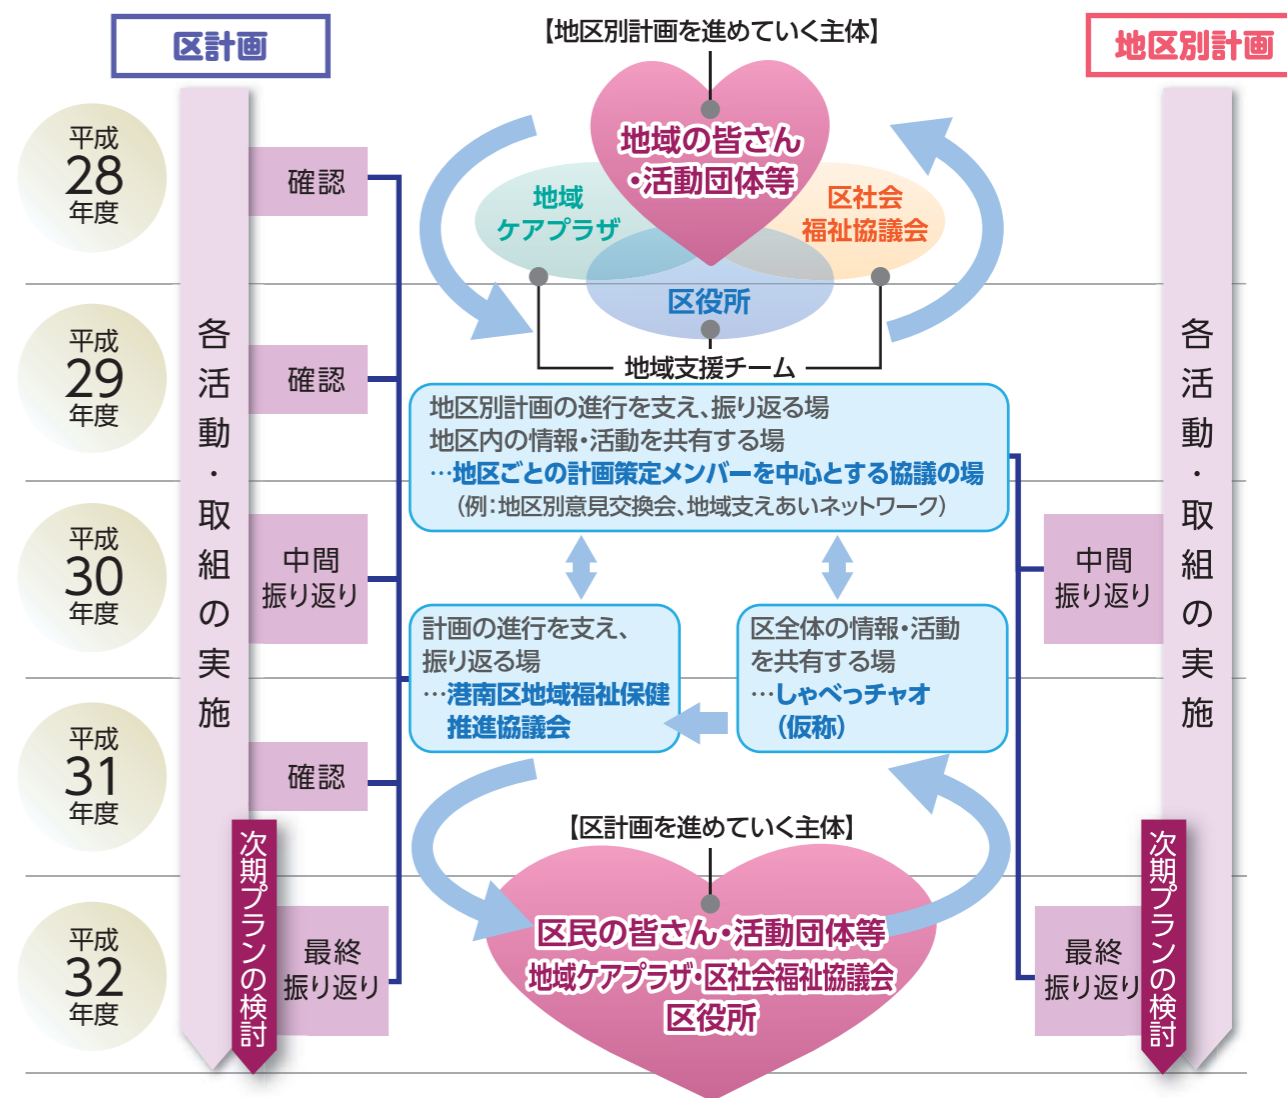 区計画
【地区別計画を進めていく主体】
地区別計画
平成
28
年度
確認
平成
29
年度
確認
平成
30
年度
中間
振り返り
平成
31
年度
確認
平成
32
年度
最終
振り返り
各活動・取組の実施
次期プランの検討
地域の皆さん
・活動団体等
地域
ケアプラザ
区社会
福祉協議会
区役所
地域支援チーム
地区別計画の進行を支え、振り返る場
地区内の情報・活動を共有する場
…地区ごとの計画策定メンバーを中心とする協議の場
（例：地区別意見交換会、地域支えあいネットワーク）
計画の進行を支え、
振り返る場
…港南区地域福祉保健
推進協議会
区全体の情報・活動
を共有する場
…しゃべっチャオ
（仮称）
【区計画を進めていく主体】
区民の皆さん・活動団体等
地域ケアプラザ・区社会福祉協議会
区役所
中間
振り返り
最終
振り返り
各活動・取組の実施
次期プランの検討